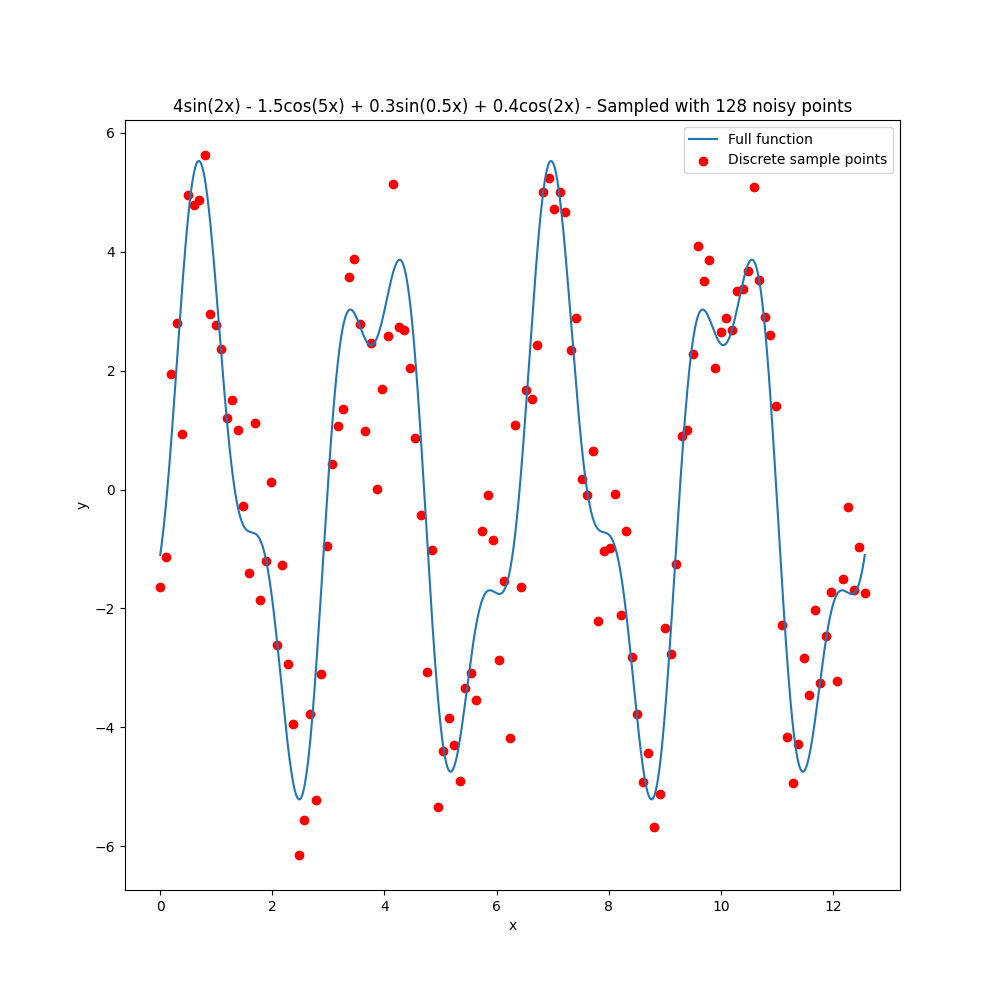 4sin(2x) - 1.5cos(5x) + 0.3sin(0.5x) + 0.4cos(2x) - Sampled with 128 noisy points
Full function
Discrete sample points
6
4
2
0
−2
−4
−6
y
0 2 4 6 8 10 12
x